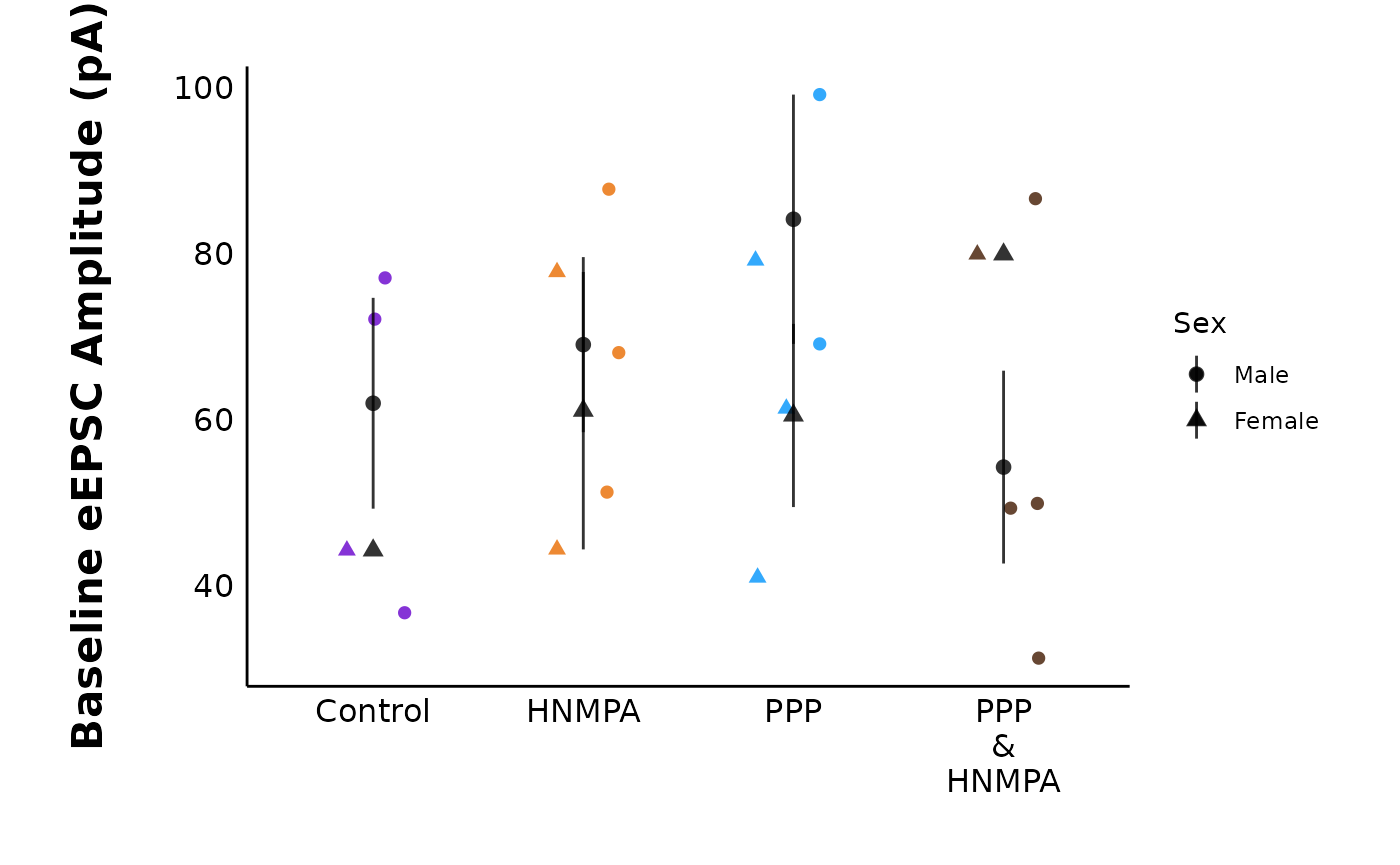 Baseline eEPSC Amplitude (pA)
100
80
60
40
Control
HNMPA
PPP
PPP
&
HNMPA
Sex
Male
Female